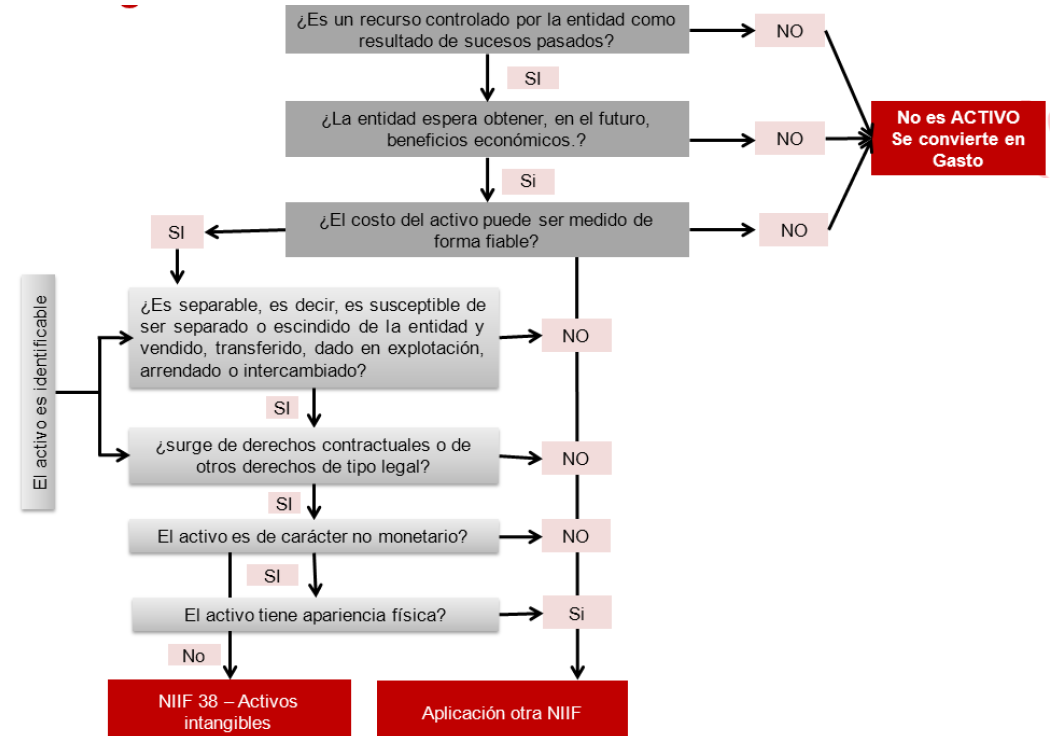 ¿Es un recurso controlado por la entidad como
resultado de sucesos pasados?
NO
SI
¿La entidad espera obtener, en el futuro,
beneficios económicos.?
NO
No es ACTIVO
Se convierte en
Gasto
Si
¿El costo del activo puede ser medido de
forma fiable?
NO
SI
El activo es identificable
¿Es separable, es decir, es susceptible de
ser separado o escindido de la entidad y
vendido, transferido, dado en explotación,
arrendado o intercambiado?
NO
SI
¿surge de derechos contractuales o de
otros derechos de tipo legal?
NO
SI
El activo es de carácter no monetario?
NO
SI
El activo tiene apariencia física?
Si
No
NIIF 38 – Activos
intangibles
Aplicación otra NIIF